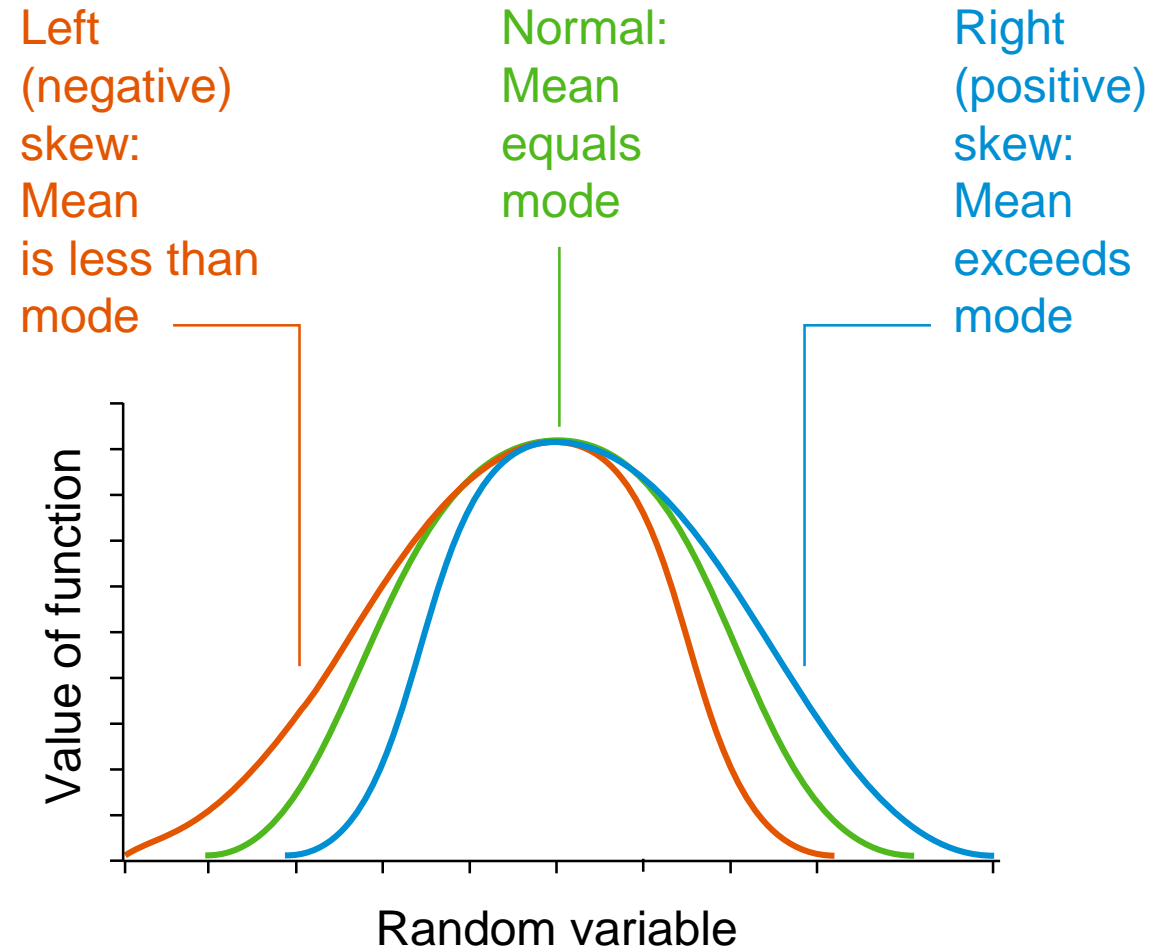 Left
(negative)
skew:
Mean
is less than
mode
Normal:
Mean
equals
mode
Right
(positive)
skew:
Mean
exceeds
mode
Value of function
Random variable